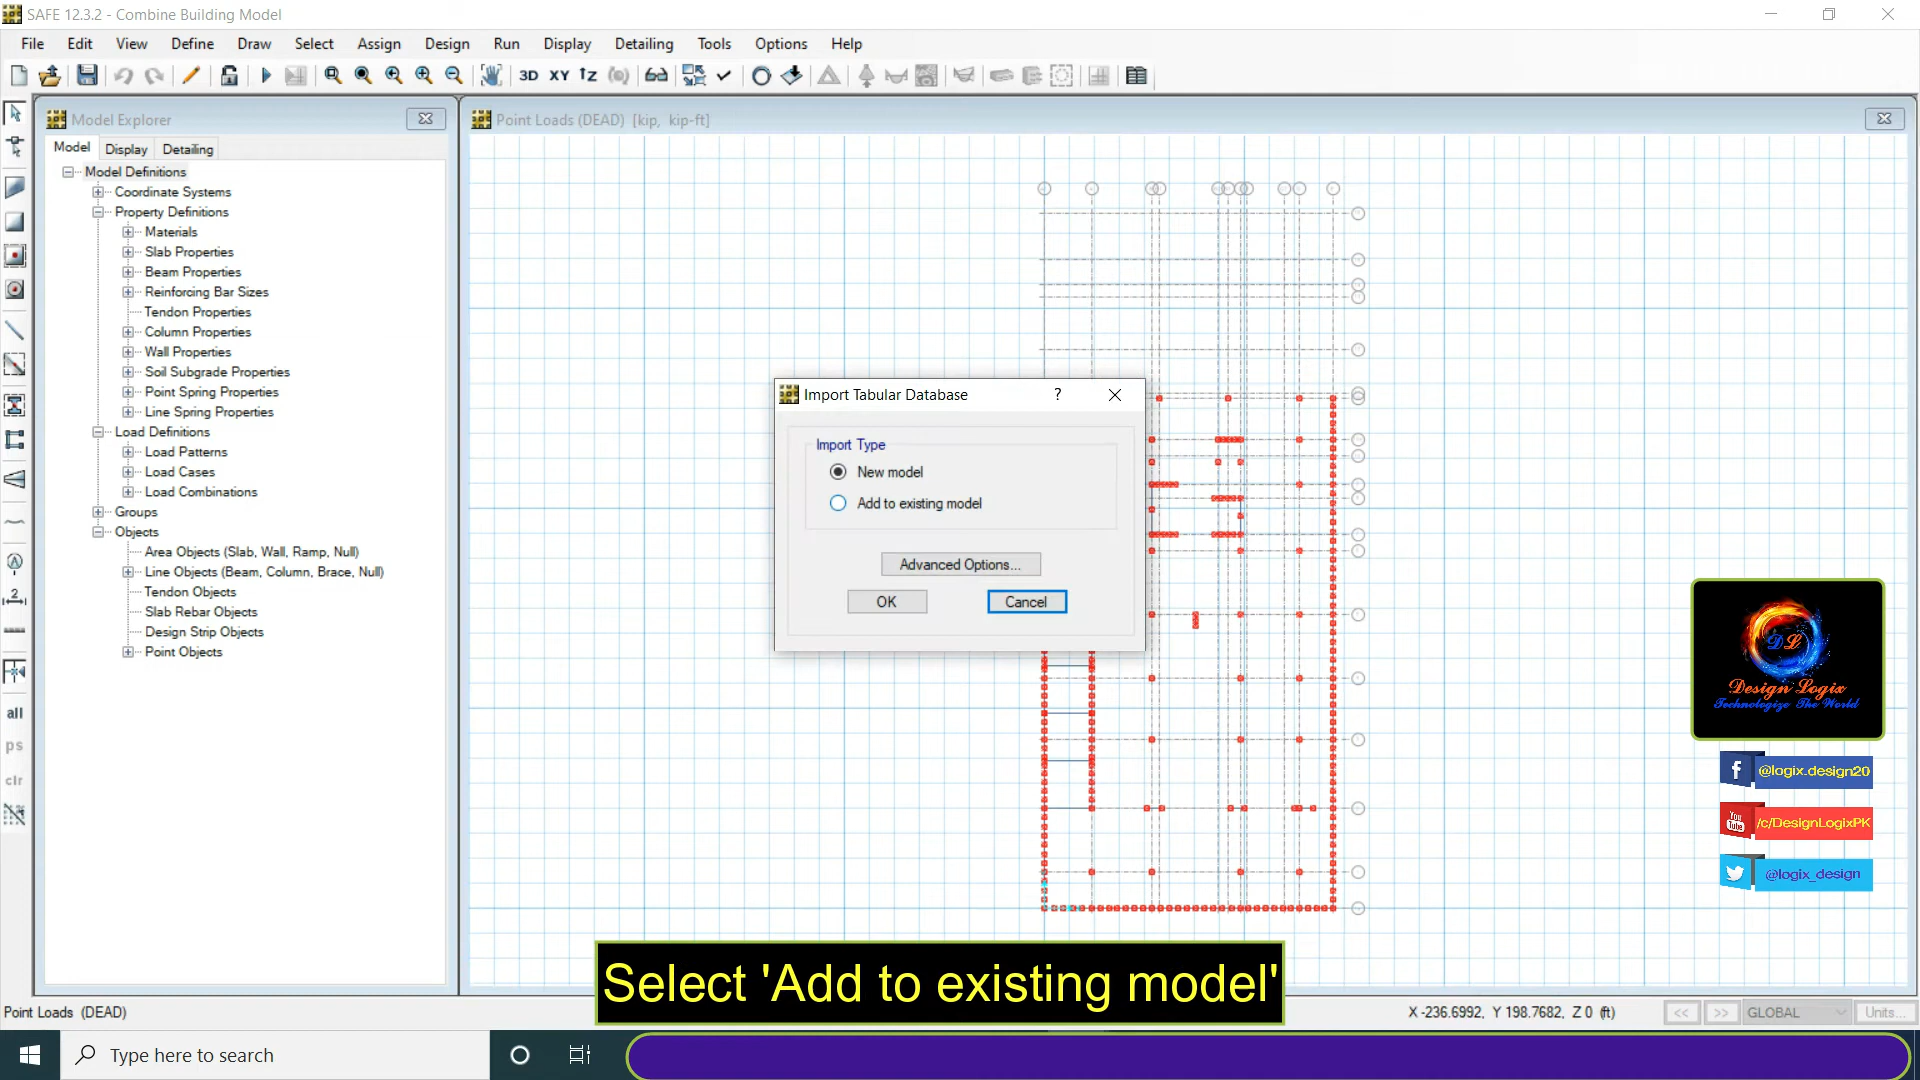 SAFE 12.3.2 - Combine Building Model
File Edit View Define Draw Select Assign Design Run Display Detailing Tools Options Help
3D XY
Model Explorer
Point Loads (DEAD) [kip, kip-ft]
Model Display Detailing
Model Definitions
Coordinate Systems
Property Definitions
Materials
Slab Properties
Beam Properties
Reinforcing Bar Sizes
Tendon Properties
Column Properties
Wall Properties
Soil Subgrade Properties
Point Spring Properties
Line Spring Properties
Load Definitions
Load Patterns
Load Cases
Load Combinations
Groups
Objects
Area Objects (Slab, Wall, Ramp, Null)
Line Objects (Beam, Column, Brace, Null)
Tendon Objects
Slab Rebar Objects
Design Strip Objects
Point Objects
all
ps
clr
Import Tabular Database
?
Import Type
New model
Add to existing model
Advanced Options...
OK Cancel
DL
Design Logix
Technologize The World
f @logix.design20
You Tube /c/DesignLogixPK
@logix_design
Select 'Add to existing model'
Point Loads (DEAD)
X -236.6992, Y 198.7682, Z 0 (ft)
<< >> GLOBAL Units...
Type here to search